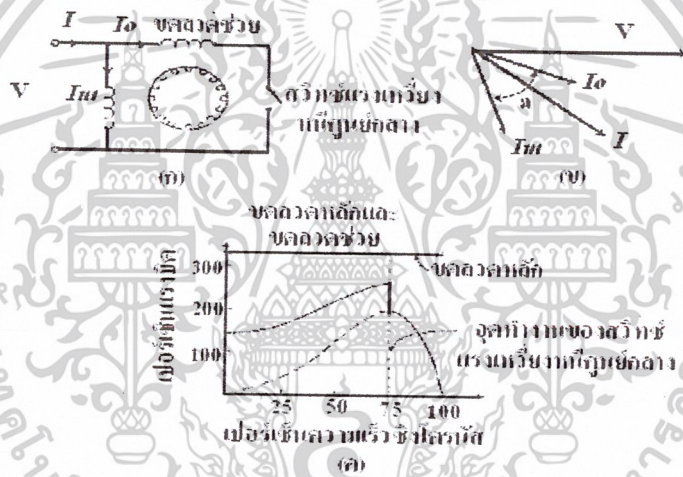 I Io ขดลวดช่วย
V
V Im
สวิทซ์แรงเหวี่ยง
หนีศูนย์กลาง
Io
a
Im I
(ก) (ข)
ขดลวดหลักและ
ขดลวดช่วย
300
ขดลวดหลัก
200
เปอร์เซ็นแรงบิด
จุดทำงานของสวิทซ์
100
แรงเหวี่ยงหนีศูนย์กลาง
25 50 75 100
เปอร์เซ็นความเร็วซิงโครนัส
(ค)